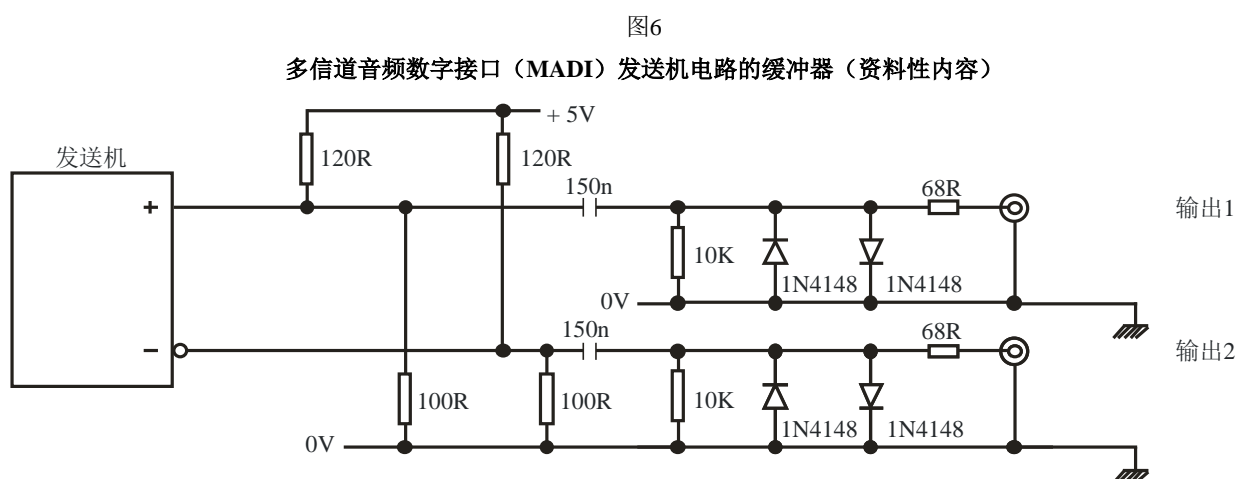 图6
多信道音频数字接口（MADI）发送机电路的缓冲器（资料性内容）
+ 5V
发送机
120R
120R
150n
68R
+
输出1
10K
1N4148
1N4148
0V
150n
68R
−
输出2
100R
100R
10K
1N4148
1N4148
0V